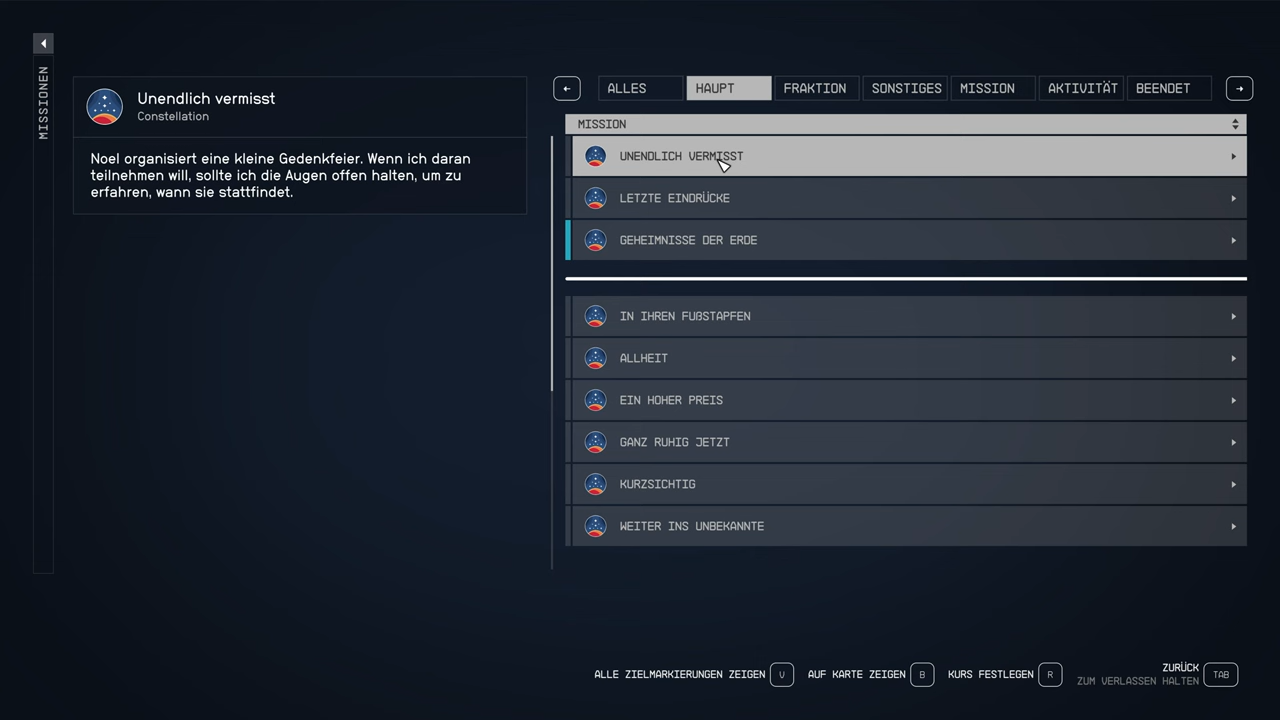 MISSIONEN
Unendlich vermisst
Constellation
Noel organisiert eine kleine Gedenkfeier. Wenn ich daran
teilnehmen will, sollte ich die Augen offen halten, um zu
erfahren, wann sie stattfindet.
ALLES HAUPT FRAKTION SONSTIGES MISSION AKTIVITÄT BEENDET
MISSION
UNENDLICH VERMISST
LETZTE EINDRÜCKE
GEHEIMNISSE DER ERDE
IN IHREN FUßSTAPFEN
ALLHEIT
EIN HOHER PREIS
GANZ RUHIG JETZT
KURZSICHTIG
WEITER INS UNBEKANNTE
ALLE ZIELMARKIERUNGEN ZEIGEN V AUF KARTE ZEIGEN B KURS FESTLEGEN R ZURÜCK
ZUM VERLASSEN HALTEN TAB